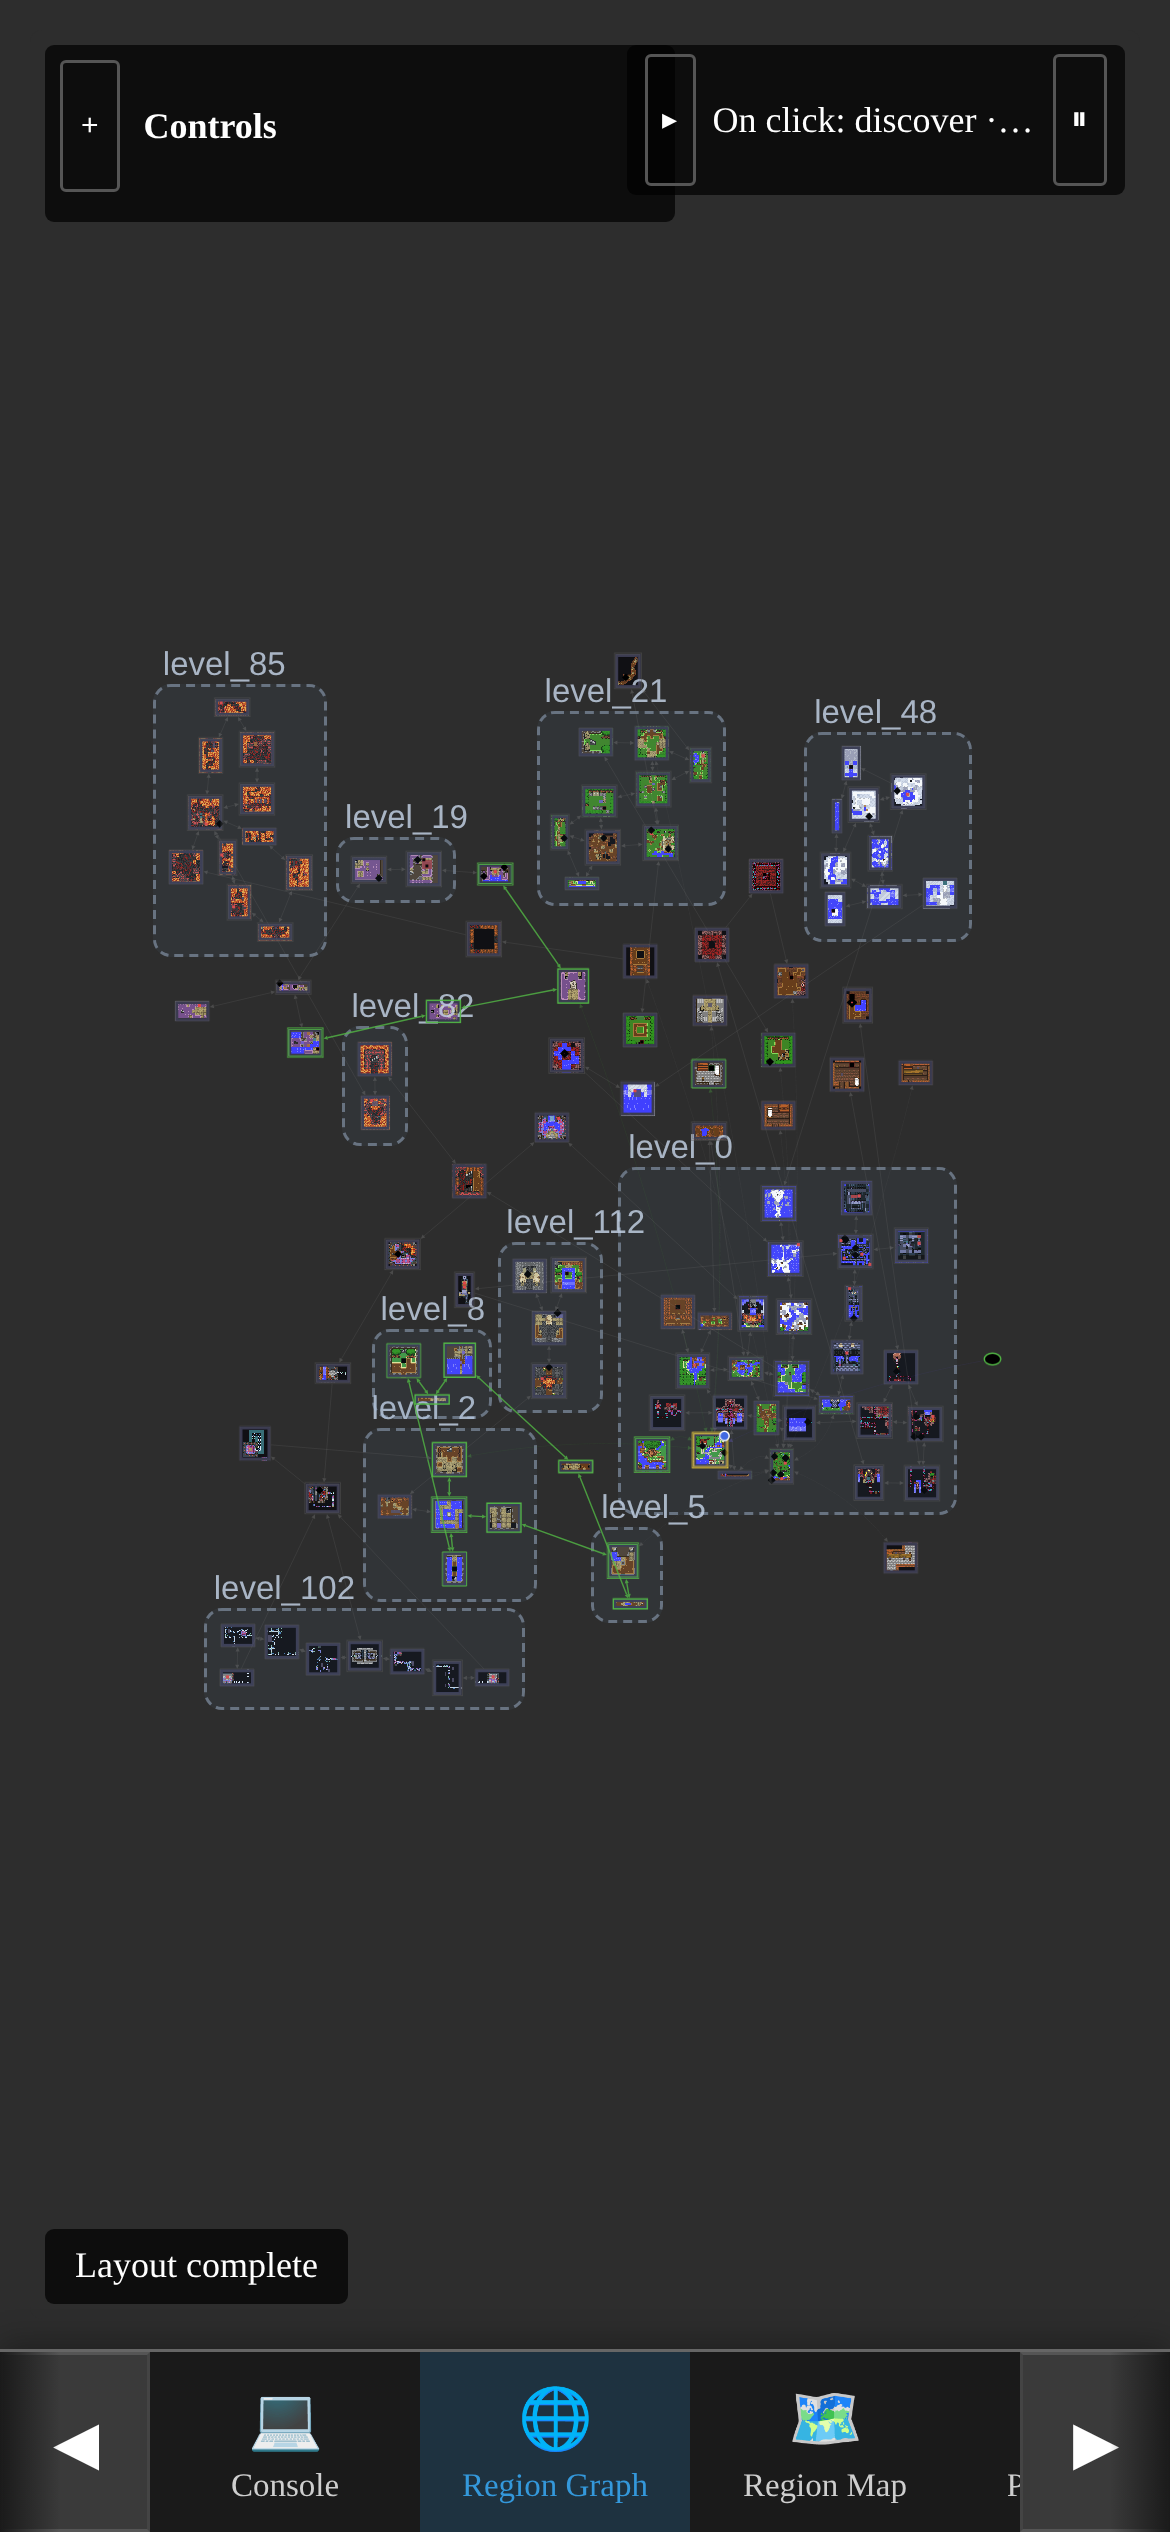 + Controls
▶ On click: discover ·… ⏸
level_85
level_21
level_48
level_19
level_82
level_0
level_112
level_8
level_2
level_5
level_102
Layout complete
◀ Console Region Graph Region Map P ▶